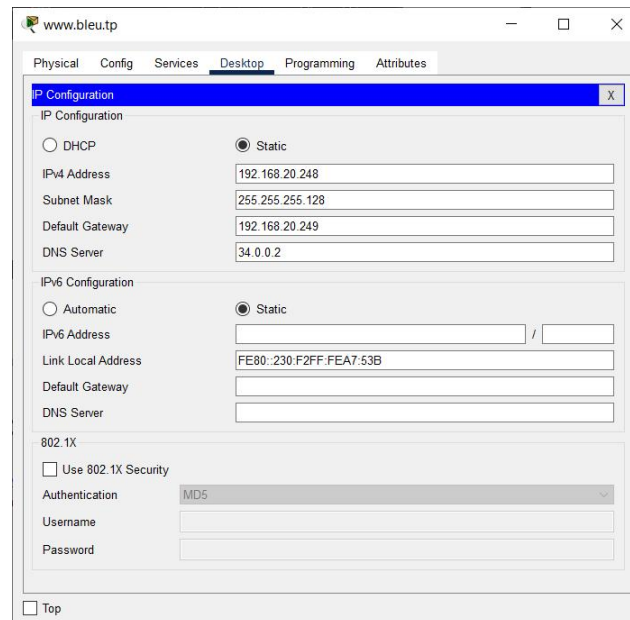 www.bleu.tp
Physical Config Services Desktop Programming Attributes
IP Configuration X
IP Configuration
DHCP Static
IPv4 Address 192.168.20.248
Subnet Mask 255.255.255.128
Default Gateway 192.168.20.249
DNS Server 34.0.0.2
IPv6 Configuration
Automatic Static
IPv6 Address /
Link Local Address FE80::230:F2FF:FEA7:53B
Default Gateway
DNS Server
802.1X
Use 802.1X Security
Authentication MD5
Username
Password
Top